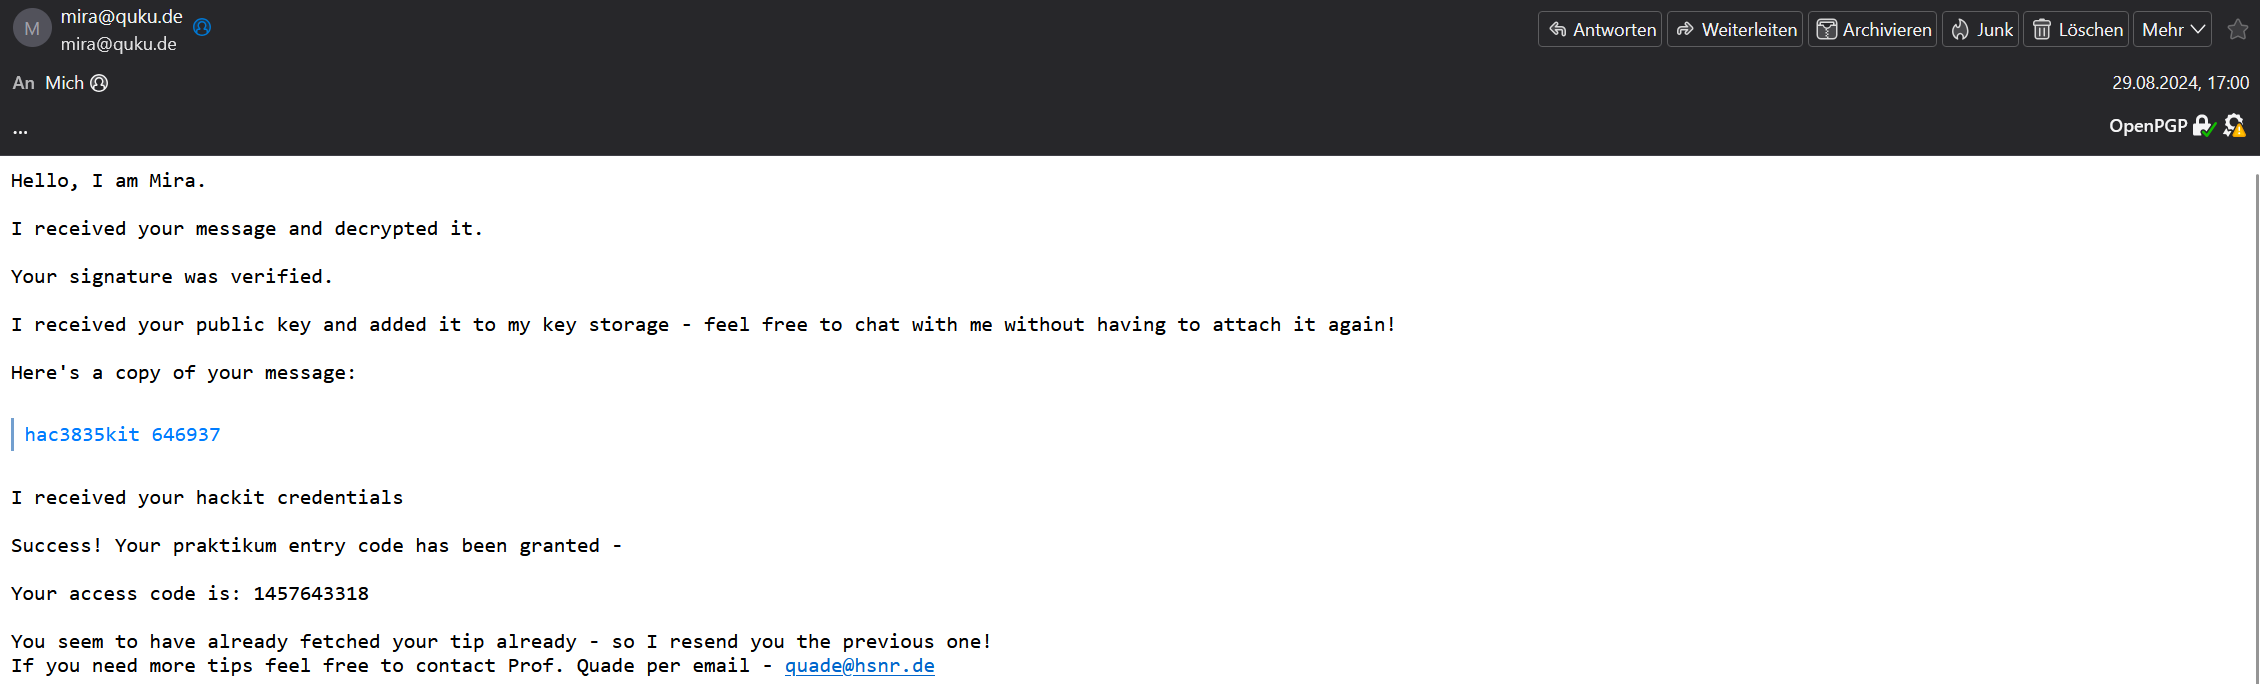 M
mira@quku.de
mira@quku.de
Antworten Weiterleiten Archivieren Junk Löschen Mehr
An Mich
29.08.2024, 17:00
...
OpenPGP
Hello, I am Mira.
I received your message and decrypted it.
Your signature was verified.
I received your public key and added it to my key storage - feel free to chat with me without having to attach it again!
Here's a copy of your message:
hac3835kit 646937
I received your hackit credentials
Success! Your praktikum entry code has been granted -
Your access code is: 1457643318
You seem to have already fetched your tip already - so I resend you the previous one!
If you need more tips feel free to contact Prof. Quade per email - quade@hsnr.de